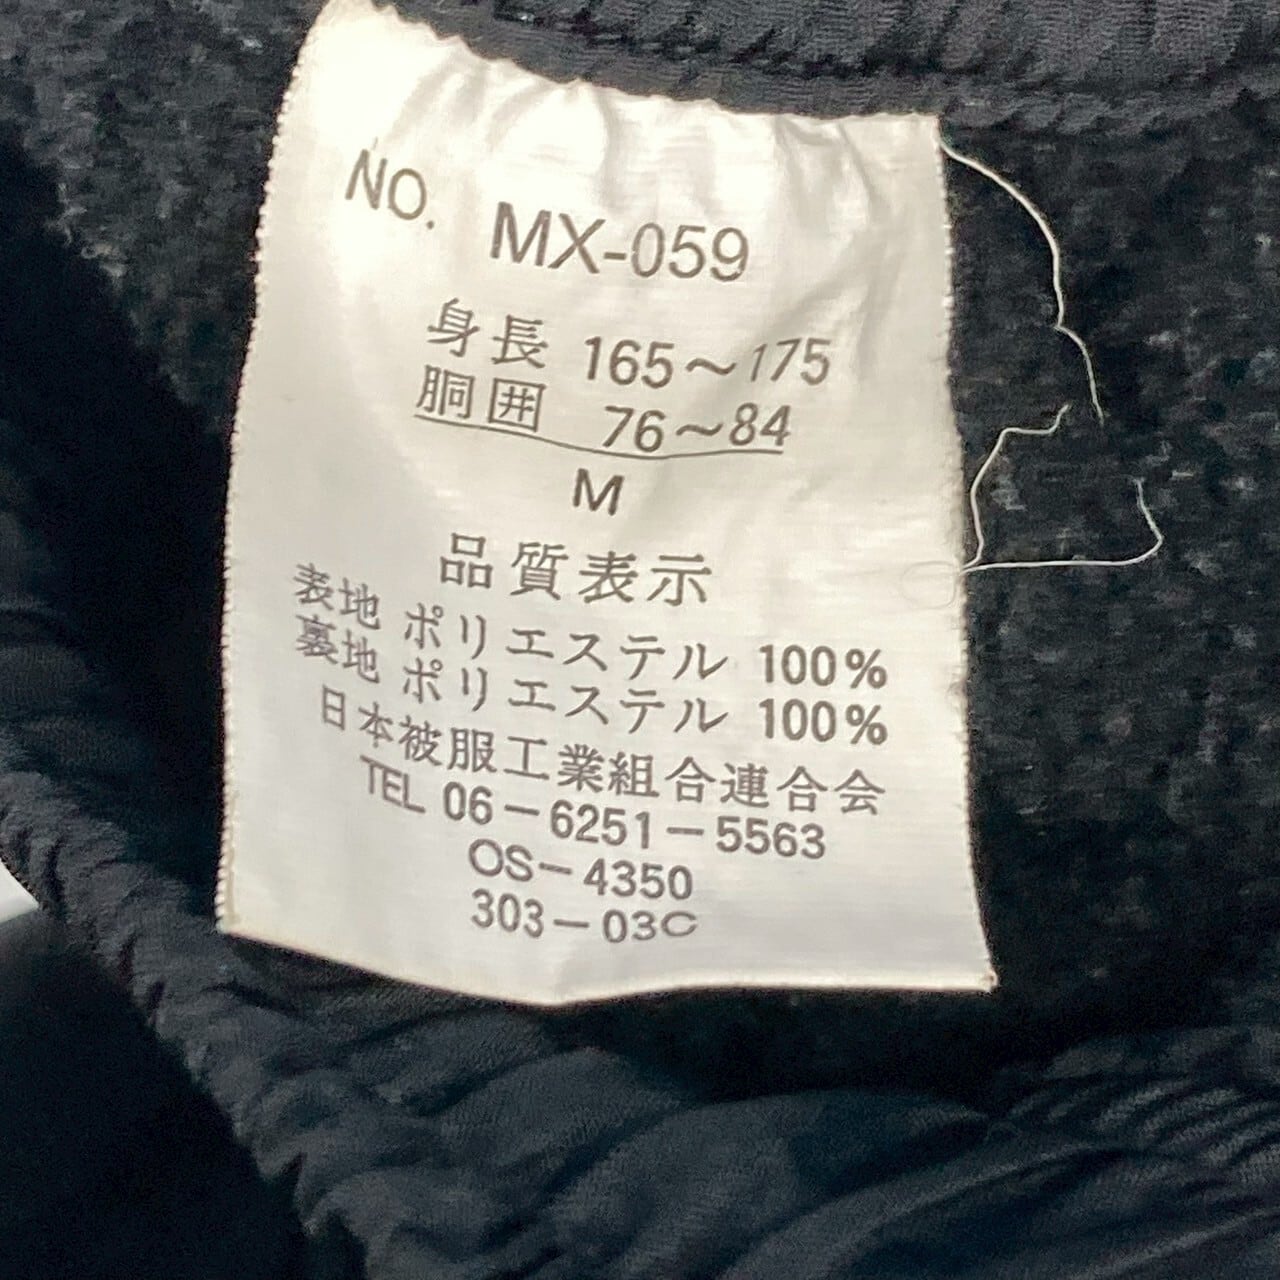 NO. MX-059
身長 165～175
胴囲 76～84
M
品質表示
表地 ポリエステル 100%
裏地 ポリエステル 100%
日本被服工業組合連合会
TEL 06-6251-5563
OS-4350
303-03C